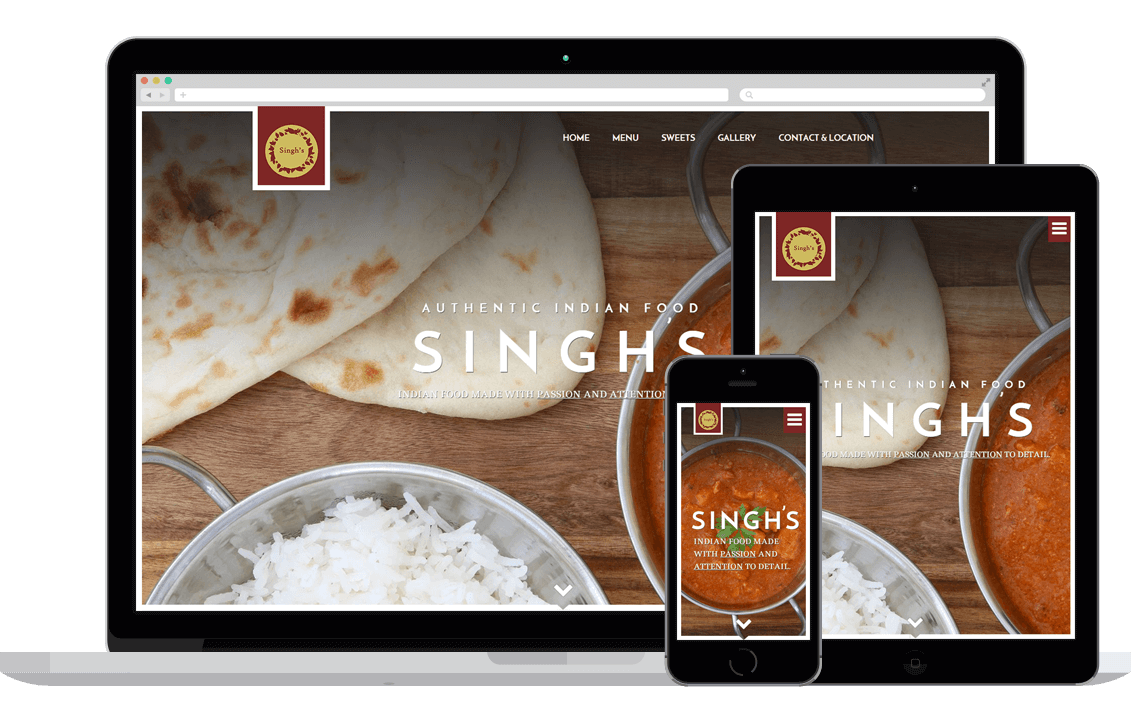 Singh's
HOME MENU SWEETS GALLERY CONTACT & LOCATION
AUTHENTIC INDIAN FOOD
SINGH'S
INDIAN FOOD MADE WITH PASSION AND ATTENTION
Singh's
THENTIC INDIAN FOOD
INGH'S
OOD MADE WITH PASSION AND ATTENTION TO DETAIL.
Singh's
SINGH'S
INDIAN FOOD MADE
WITH PASSION AND
ATTENTION TO DETAIL.